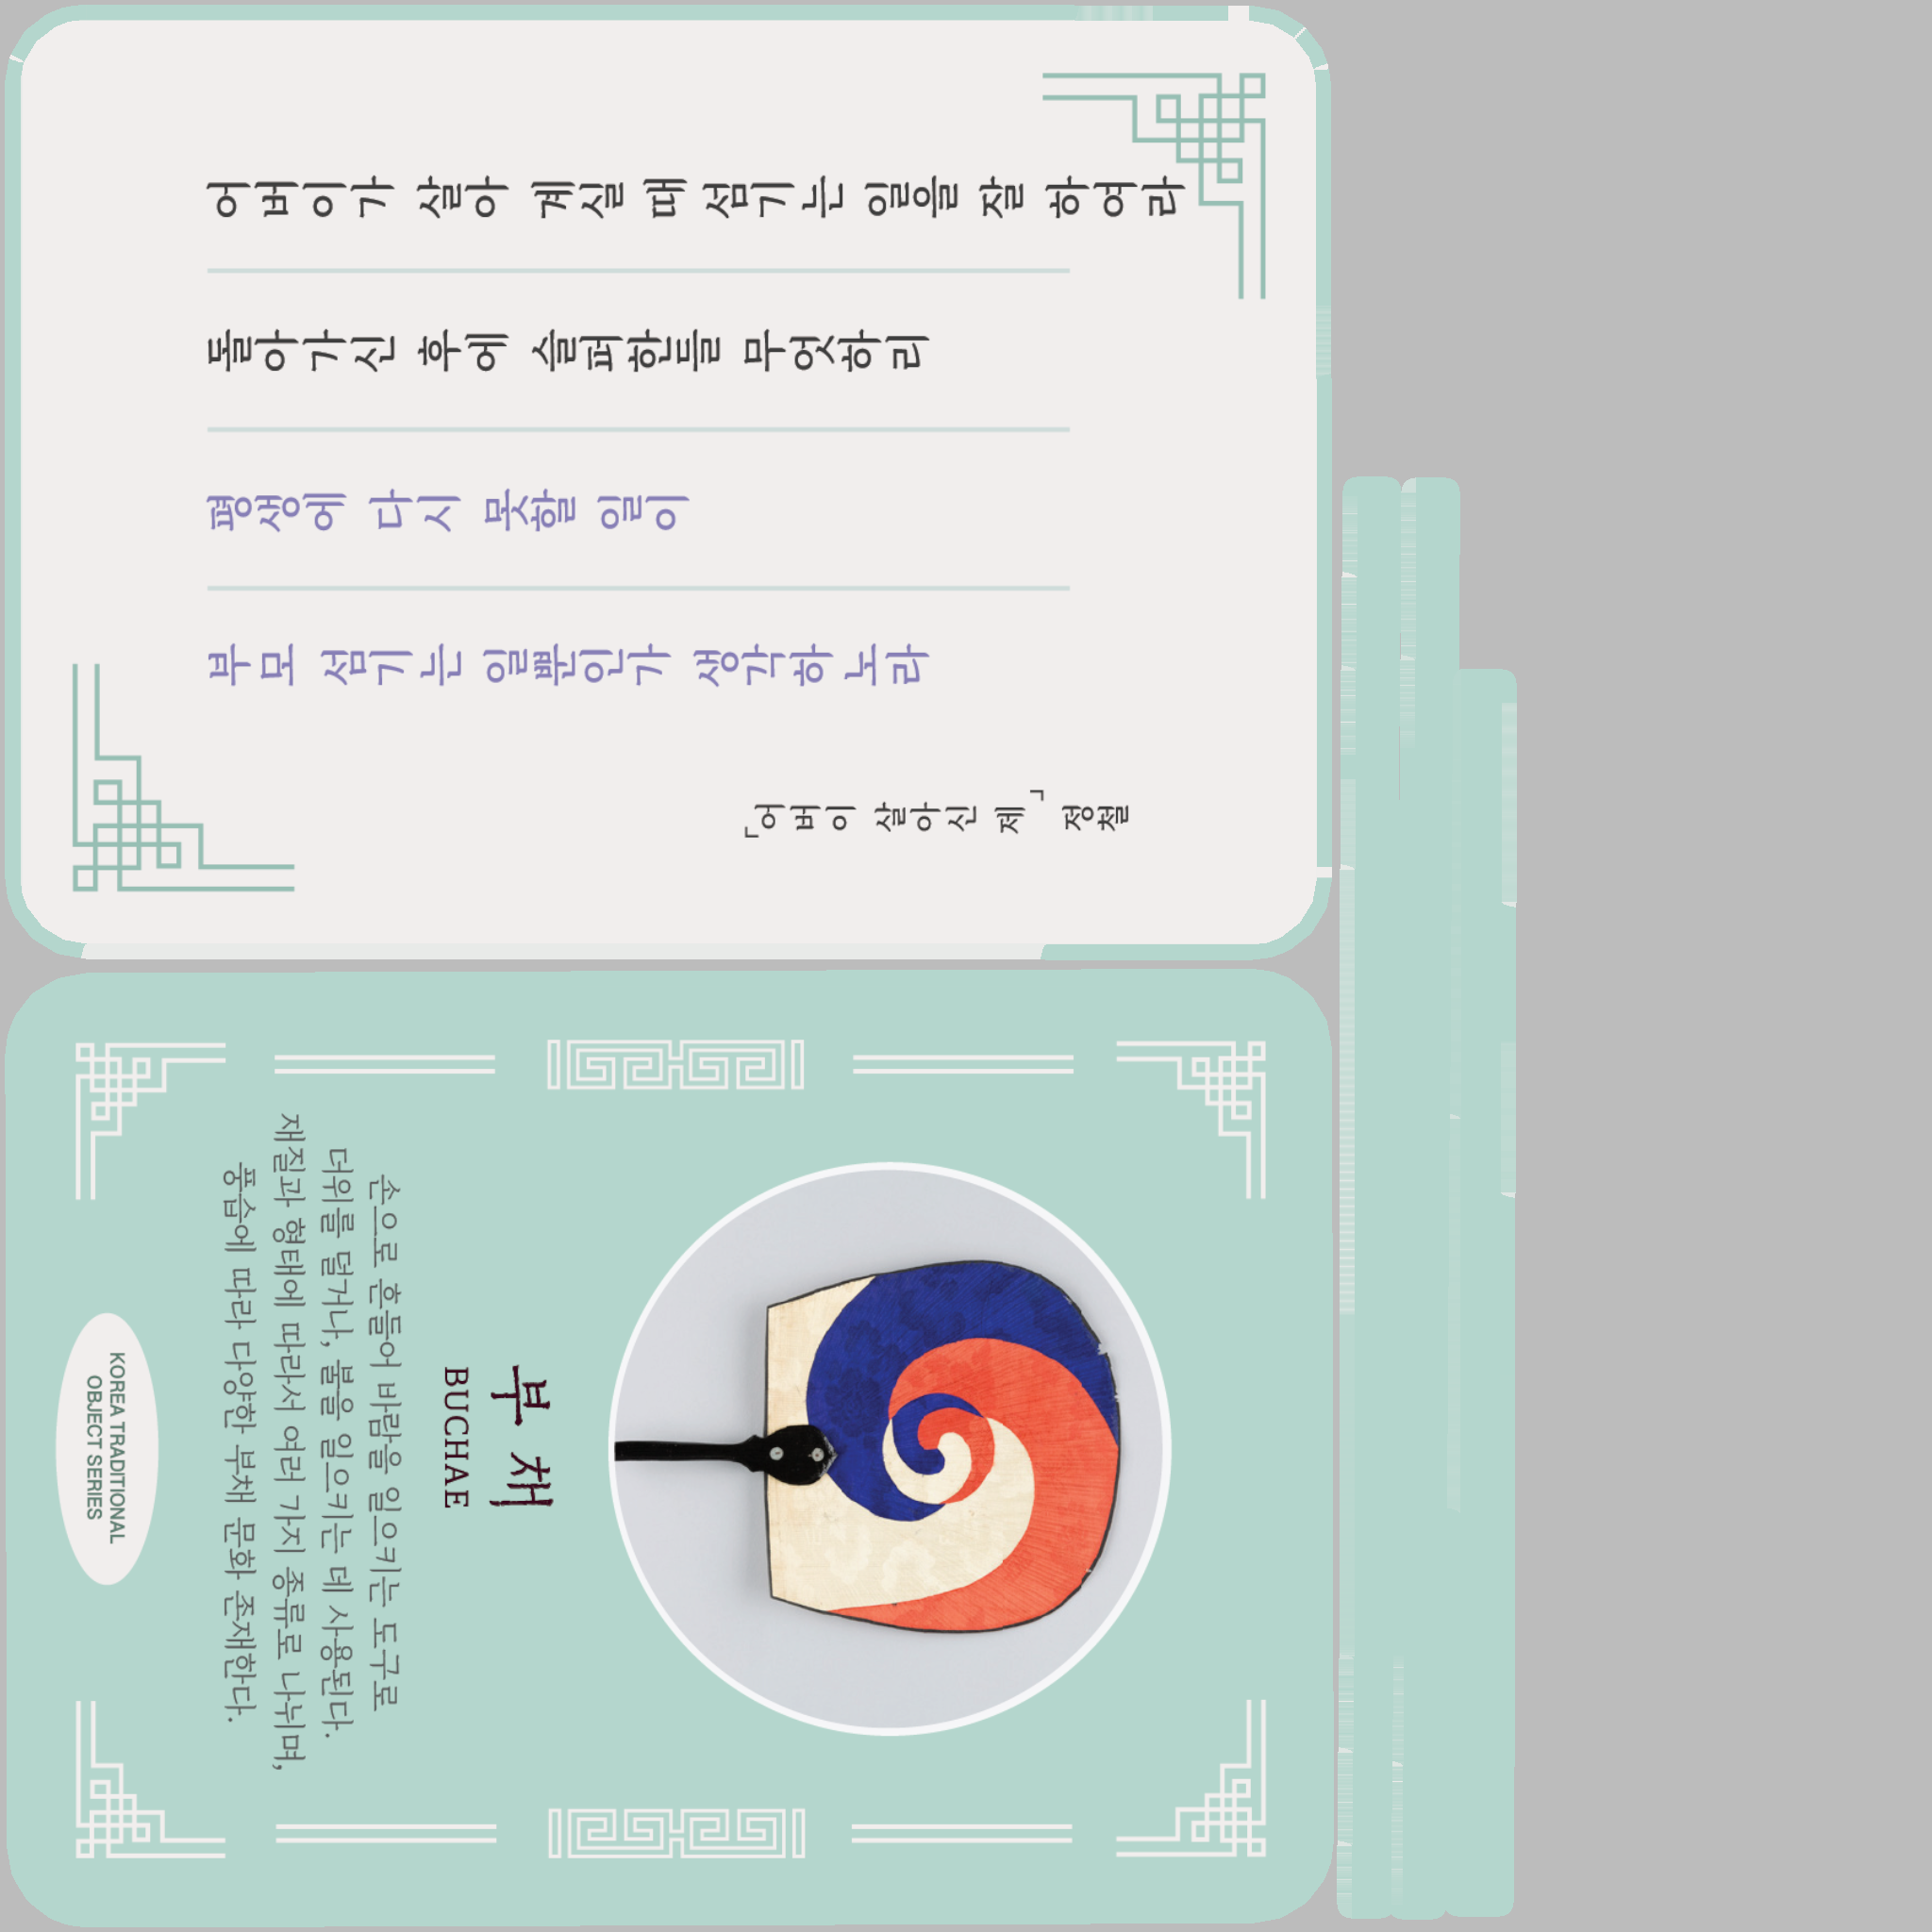 어버이가 살아 계실 때 섬기는 일을 잘 하여라
돌아가신 후에 슬퍼한들 무엇하리
평생에 다시 못할 일이
부모 섬기는 일뿐인가 생각하노라
「어버이 살아신 제」 정철
부채
BUCHAE
손으로 흔들어 바람을 일으키는 도구로
더위를 덜거나, 불을 일으키는 데 사용된다.
재질과 형태에 따라서 여러 가지 종류로 나뉘며,
풍습에 따라 다양한 부채 문화 존재한다.
KOREA TRADITIONAL
OBJECT SERIES